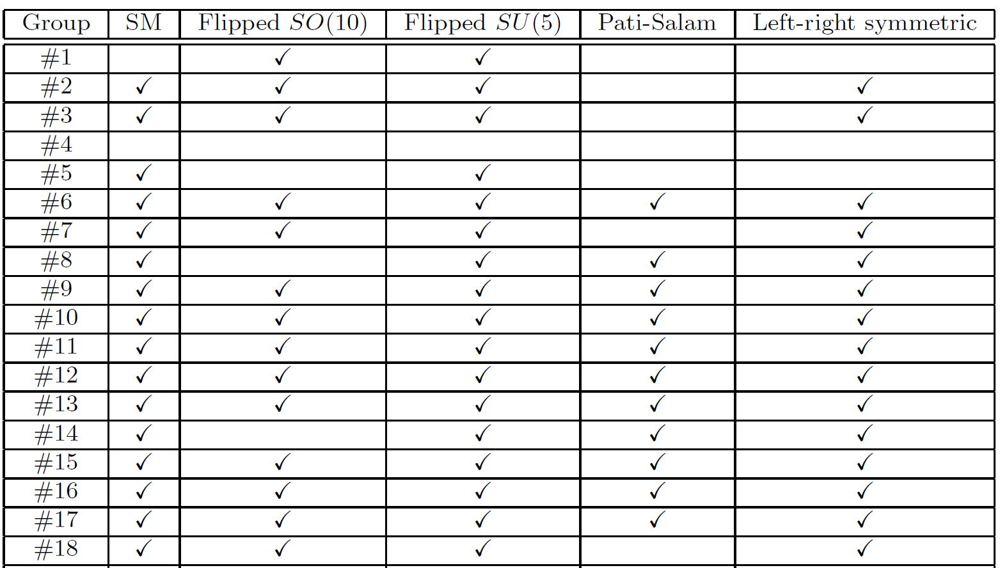 Group SM Flipped SO(10) Flipped SU(5) Pati-Salam Left-right symmetric
#1 ✓ ✓
#2 ✓ ✓ ✓ ✓
#3 ✓ ✓ ✓ ✓
#4
#5 ✓ ✓
#6 ✓ ✓ ✓ ✓ ✓
#7 ✓ ✓ ✓ ✓
#8 ✓ ✓ ✓ ✓
#9 ✓ ✓ ✓ ✓ ✓
#10 ✓ ✓ ✓ ✓ ✓
#11 ✓ ✓ ✓ ✓ ✓
#12 ✓ ✓ ✓ ✓ ✓
#13 ✓ ✓ ✓ ✓ ✓
#14 ✓ ✓ ✓ ✓
#15 ✓ ✓ ✓ ✓ ✓
#16 ✓ ✓ ✓ ✓ ✓
#17 ✓ ✓ ✓ ✓ ✓
#18 ✓ ✓ ✓ ✓